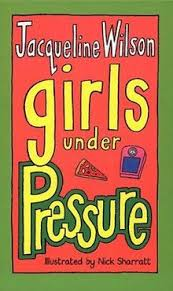 Jacqueline Wilson
girls
under
Pressure
Illustrated by Nick Sharratt